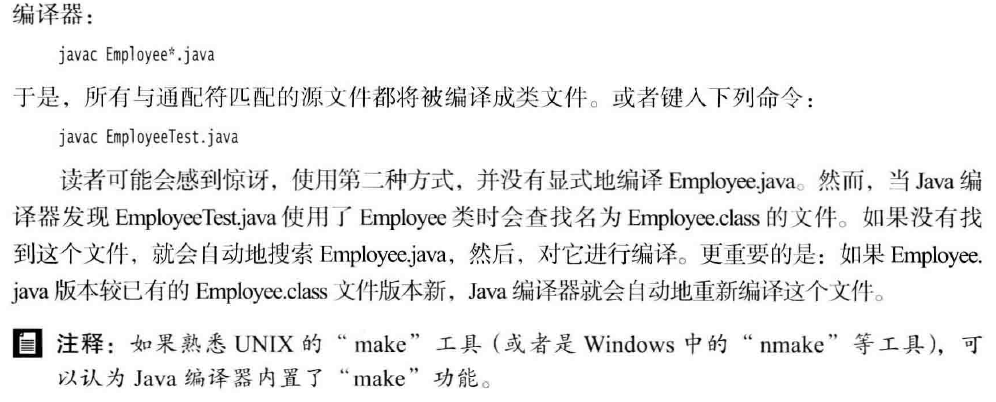 编译器：
javac Employee*.java
于是，所有与通配符匹配的源文件都将被编译成类文件。或者键入下列命令：
javac EmployeeTest.java
读者可能会感到惊讶，使用第二种方式，并没有显式地编译 Employee.java。然而，当 Java 编
译器发现 EmployeeTest.java 使用了 Employee 类时会查找名为 Employee.class 的文件。如果没有找
到这个文件，就会自动地搜索 Employee.java，然后，对它进行编译。更重要的是：如果 Employee.
java 版本较已有的 Employee.class 文件版本新，Java 编译器就会自动地重新编译这个文件。
注释：如果熟悉 UNIX 的“make”工具（或者是 Windows 中的“nmake”等工具），可
以认为 Java 编译器内置了“make”功能。